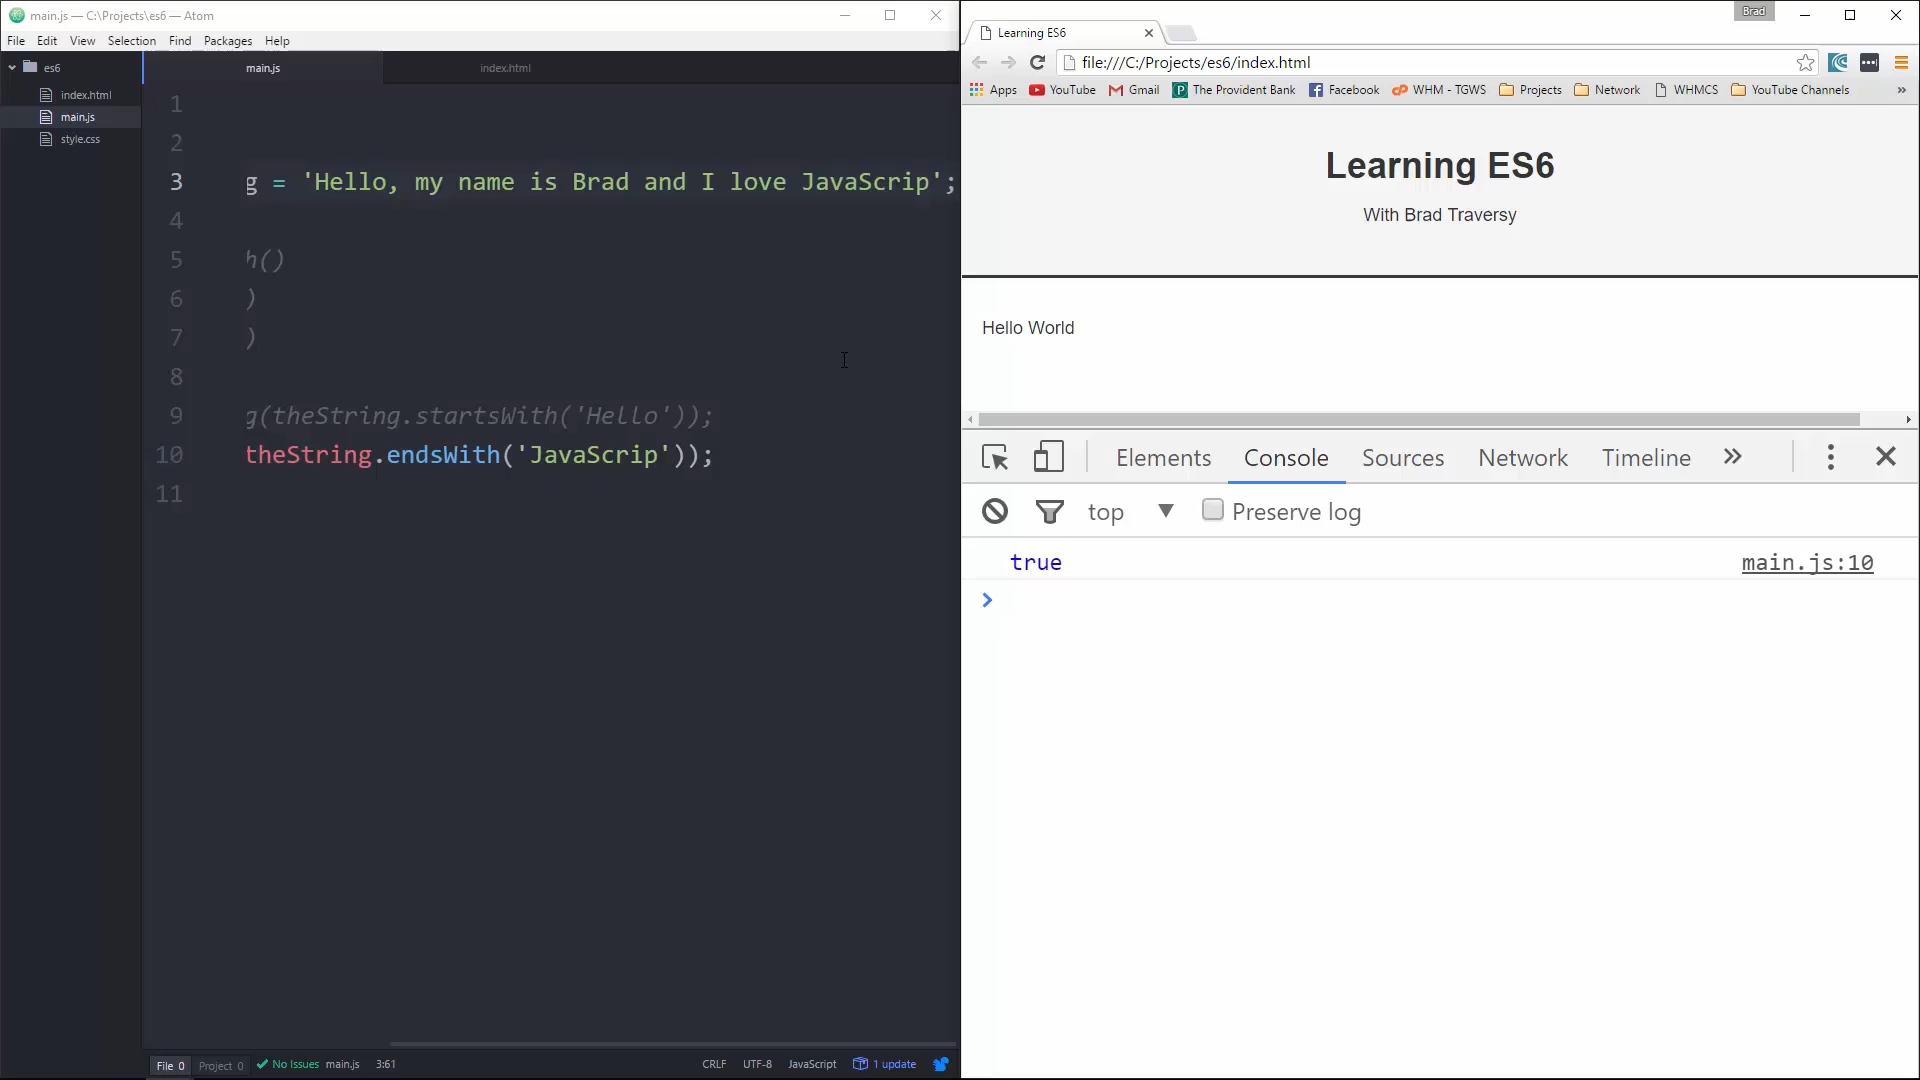 main.js — C:\Projects\es6 — Atom
File Edit View Selection Find Packages Help
es6
index.html
main.js
style.css
main.js index.html
1
2
3 g = 'Hello, my name is Brad and I love JavaScrip';
4
5 h()
6 )
7 )
8
9 g(theString.startsWith('Hello'));
10 theString.endsWith('JavaScrip'));
11
File 0 Project 0 No Issues main.js 3:61 CRLF UTF-8 JavaScript 1 update
Brad
Learning ES6
file:///C:/Projects/es6/index.html
Apps YouTube Gmail The Provident Bank Facebook WHM - TGWS Projects Network WHMCS YouTube Channels »
Learning ES6
With Brad Traversy
Hello World
Elements Console Sources Network Timeline »
top Preserve log
true main.js:10